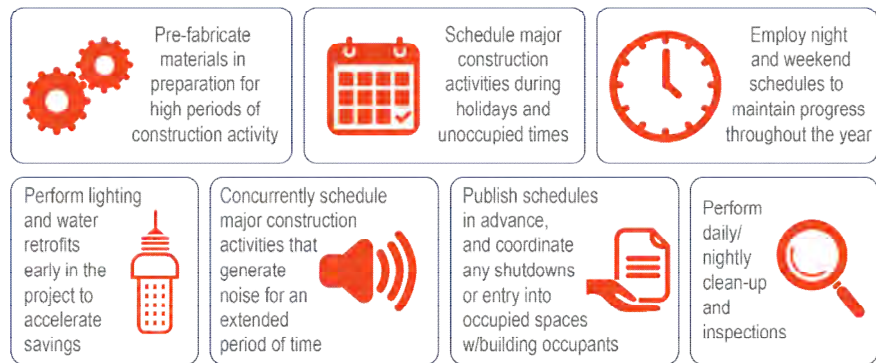 Pre-fabricate
materials in
preparation for
high periods of
construction activity
Schedule major
construction
activities during
holidays and
unoccupied times
Employ night
and weekend
schedules to
maintain progress
throughout the year
Perform lighting
and water
retrofits
early in the
project to
accelerate
savings
Concurrently schedule
major construction
activities that
generate
noise for an
extended
period of time
Publish schedules
in advance,
and coordinate
any shutdowns
or entry into
occupied spaces
w/building occupants
Perform
daily/
nightly
clean-up
and
inspections